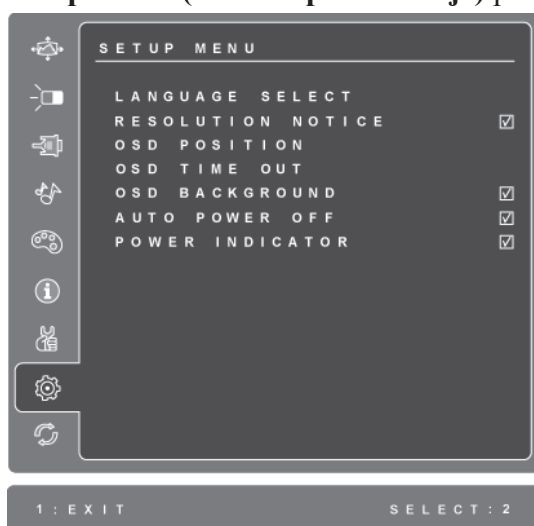 SETUP MENU
LANGUAGE SELECT
RESOLUTION NOTICE
OSD POSITION
OSD TIME OUT
OSD BACKGROUND
AUTO POWER OFF
POWER INDICATOR
1:EXIT SELECT:2